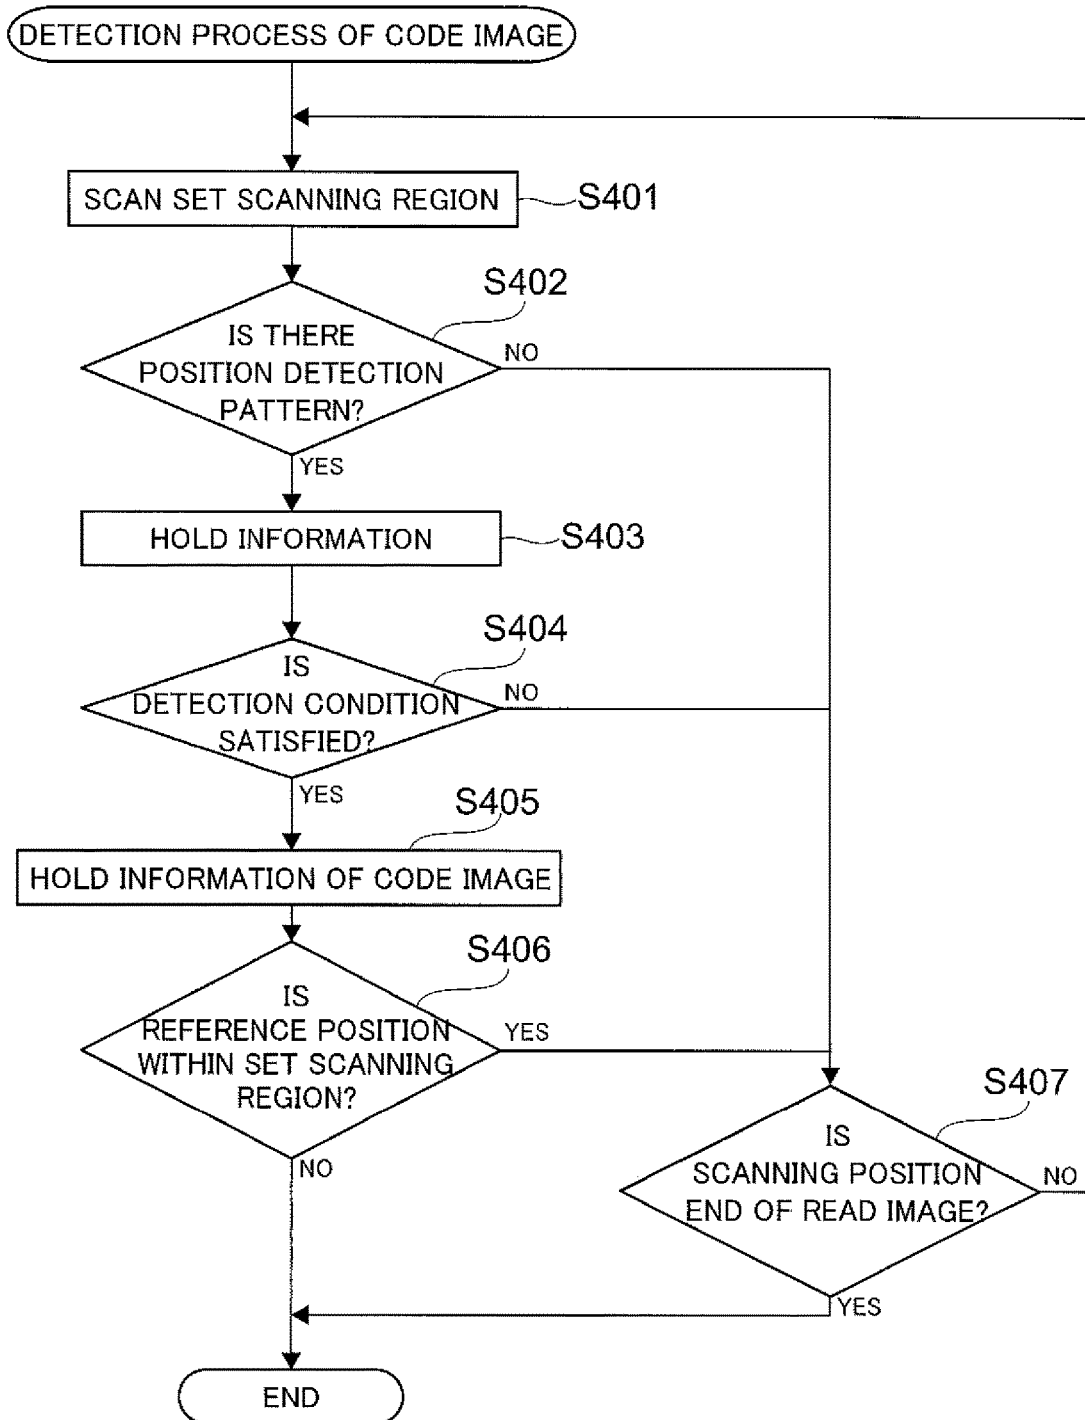 DETECTION PROCESS OF CODE IMAGE
SCAN SET SCANNING REGION
S401
S402
IS THERE
POSITION DETECTION
PATTERN?
NO
YES
HOLD INFORMATION
S403
S404
IS
DETECTION CONDITION
SATISFIED?
NO
YES
S405
HOLD INFORMATION OF CODE IMAGE
S406
IS
REFERENCE POSITION
WITHIN SET SCANNING
REGION?
YES
NO
S407
IS
SCANNING POSITION
END OF READ IMAGE?
NO
YES
END